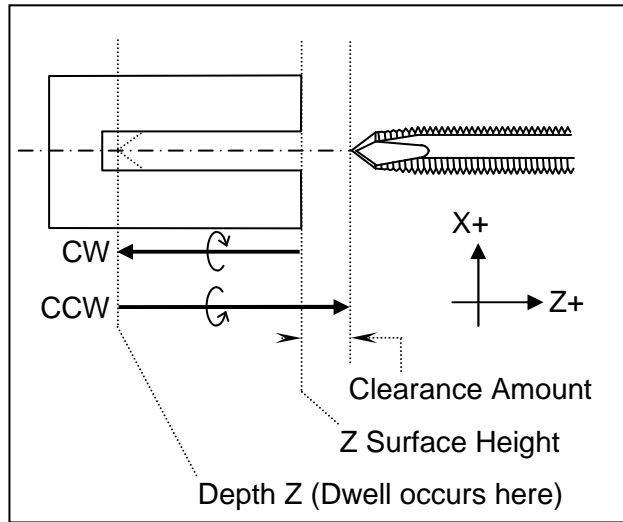 CW
X+
CCW
Z+
Clearance Amount
Z Surface Height
Depth Z (Dwell occurs here)